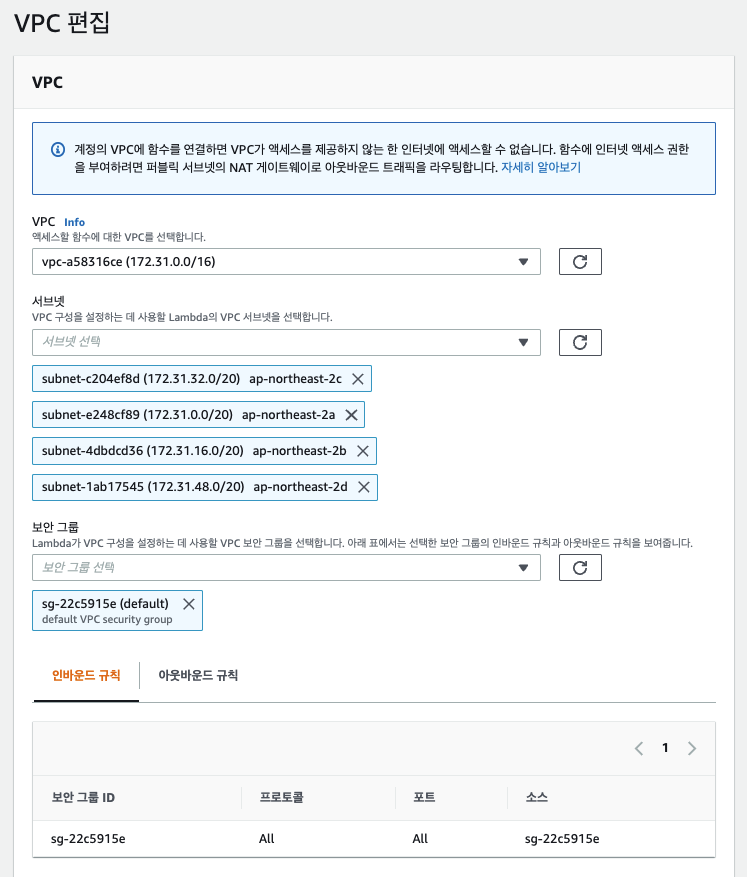 VPC 편집
VPC
계정의 VPC에 함수를 연결하면 VPC가 액세스를 제공하지 않는 한 인터넷에 액세스할 수 없습니다. 함수에 인터넷 액세스 권한
을 부여하려면 퍼블릭 서브넷의 NAT 게이트웨이로 아웃바운드 트래픽을 라우팅합니다. 자세히 알아보기
VPC Info
액세스할 함수에 대한 VPC를 선택합니다.
vpc-a58316ce (172.31.0.0/16)
서브넷
VPC 구성을 설정하는 데 사용할 Lambda의 VPC 서브넷을 선택합니다.
서브넷 선택
subnet-c204ef8d (172.31.32.0/20) ap-northeast-2c
subnet-e248cf89 (172.31.0.0/20) ap-northeast-2a
subnet-4dbdcd36 (172.31.16.0/20) ap-northeast-2b
subnet-1ab17545 (172.31.48.0/20) ap-northeast-2d
보안 그룹
Lambda가 VPC 구성을 설정하는 데 사용할 VPC 보안 그룹을 선택합니다. 아래 표에서는 선택한 보안 그룹의 인바운드 규칙과 아웃바운드 규칙을 보여줍니다.
보안 그룹 선택
sg-22c5915e (default)
default VPC security group
인바운드 규칙 아웃바운드 규칙
1
보안 그룹 ID 프로토콜 포트 소스
sg-22c5915e All All sg-22c5915e